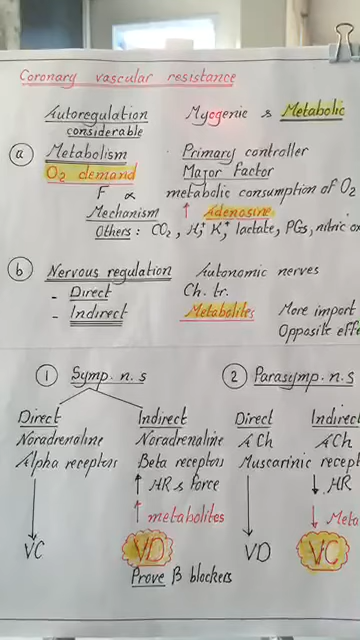 Coronary vascular resistance
Autoregulation Myogenic & Metabolic
considerable
a Metabolism Primary controller
O2 demand Major Factor
F ∝ metabolic consumption of O2
Mechanism ↑ Adenosine
Others: CO2, H+, K+, lactate, PGs, nitric ox
b Nervous regulation Autonomic nerves
- Direct Ch. tr.
- Indirect Metabolites More import
Opposite effe
1 Symp. n. s 2 Parasymp. n. s
Direct Indirect Direct Indirect
Noradrenaline Noradrenaline ACh ACh
Alpha receptors Beta receptors Muscarinic recept
↑ HR & Force ↓ HR
↑ metabolites ↓ Meta
VC VD VD VC
Prove β blockers